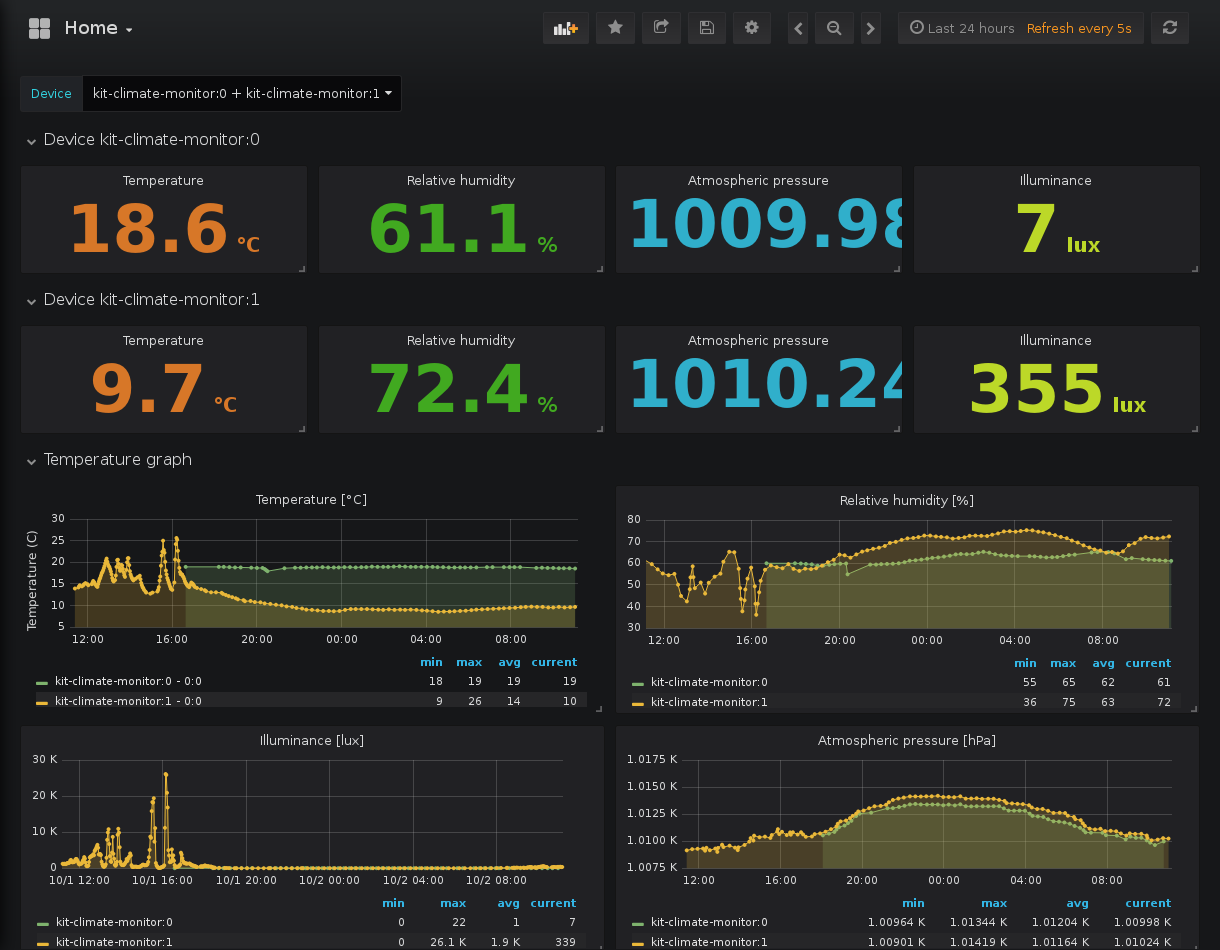 Home
Last 24 hours Refresh every 5s
Device kit-climate-monitor:0 + kit-climate-monitor:1
Device kit-climate-monitor:0
Temperature Relative humidity Atmospheric pressure Illuminance
18.6 °C 61.1 % 1009.98 7 lux
Device kit-climate-monitor:1
Temperature Relative humidity Atmospheric pressure Illuminance
9.7 °C 72.4 % 1010.24 355 lux
Temperature graph
Temperature [°C]
Temperature (C)
30
25
20
15
10
5
12:00 16:00 20:00 00:00 04:00 08:00
min max avg current
kit-climate-monitor:0 - 0:0 18 19 19 19
kit-climate-monitor:1 - 0:0 9 26 14 10
Relative humidity [%]
80
70
60
50
40
30
12:00 16:00 20:00 00:00 04:00 08:00
min max avg current
kit-climate-monitor:0 55 65 62 61
kit-climate-monitor:1 36 75 63 72
Illuminance [lux]
30 K
20 K
10 K
0
10/1 12:00 10/1 16:00 10/1 20:00 10/2 00:00 10/2 04:00 10/2 08:00
min max avg current
kit-climate-monitor:0 0 22 1 7
kit-climate-monitor:1 0 26.1 K 1.9 K 339
Atmospheric pressure [hPa]
1.0175 K
1.0150 K
1.0125 K
1.0100 K
1.0075 K
12:00 16:00 20:00 00:00 04:00 08:00
min max avg current
kit-climate-monitor:0 1.00964 K 1.01344 K 1.01204 K 1.00998 K
kit-climate-monitor:1 1.00901 K 1.01419 K 1.01164 K 1.01024 K